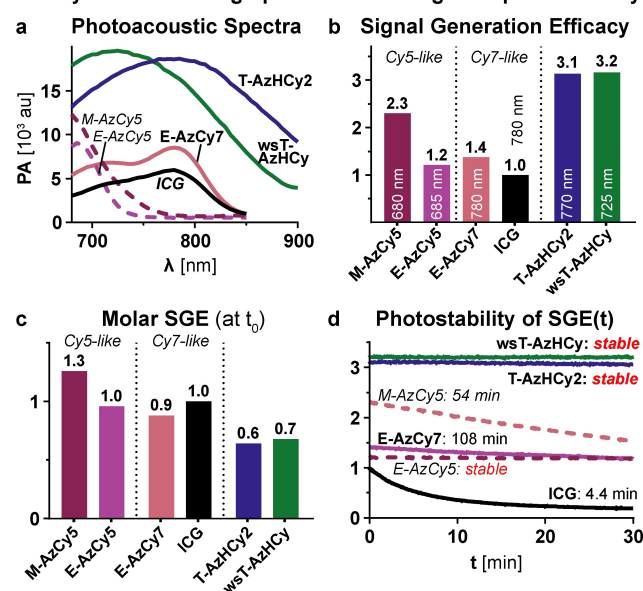 a Photoacoustic Spectra
PA [10³ au]
15
10
5
0
M-AzCy5
E-AzCy5
E-AzCy7
ICG
T-AzHCy2
wsT-
AzHCy
700 800 900
λ [nm]
b Signal Generation Efficacy
Cy5-like Cy7-like
3
2
1
0
2.3
1.2
1.4
1.0
3.1
3.2
680 nm
685 nm
780 nm
780 nm
770 nm
725 nm
M-AzCy5
E-AzCy5
E-AzCy7
ICG
T-AzHCy2
wsT-AzHCy
c Molar SGE (at t₀)
Cy5-like Cy7-like
1
0
1.3
1.0
0.9
1.0
0.6
0.7
M-AzCy5
E-AzCy5
E-AzCy7
ICG
T-AzHCy2
wsT-AzHCy
d Photostability of SGE(t)
3
2
1
0
wsT-AzHCy: stable
T-AzHCy2: stable
M-AzCy5: 54 min
E-AzCy7: 108 min
E-AzCy5: stable
ICG: 4.4 min
0 10 20 30
t [min]